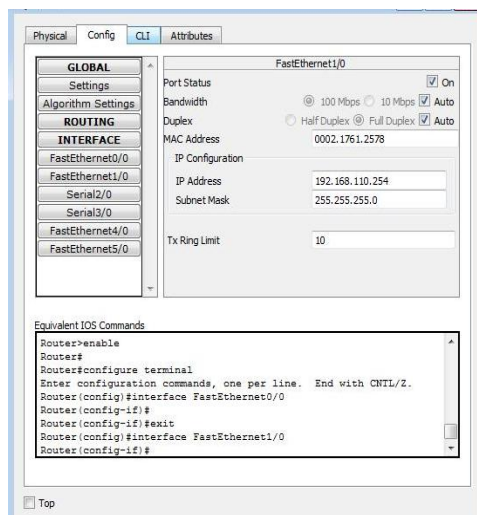 Physical Config CLI Attributes
GLOBAL
Settings
Algorithm Settings
ROUTING
INTERFACE
FastEthernet0/0
FastEthernet1/0
Serial2/0
Serial3/0
FastEthernet4/0
FastEthernet5/0
FastEthernet1/0
Port Status On
Bandwidth 100 Mbps 10 Mbps Auto
Duplex Half Duplex Full Duplex Auto
MAC Address 0002.1761.2578
IP Configuration
IP Address 192.168.110.254
Subnet Mask 255.255.255.0
Tx Ring Limit 10
Equivalent IOS Commands
Router>enable
Router#
Router#configure terminal
Enter configuration commands, one per line. End with CNTL/Z.
Router(config)#interface FastEthernet0/0
Router(config-if)#
Router(config-if)#exit
Router(config)#interface FastEthernet1/0
Router(config-if)#
Top